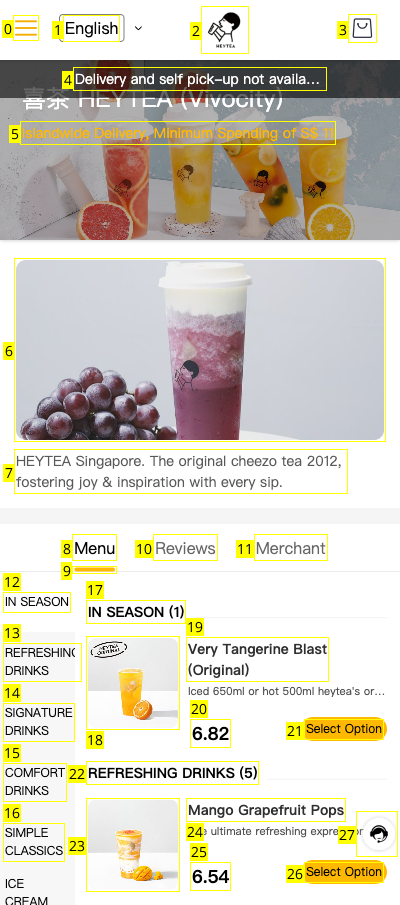 0
1 English
2
HEYTEA
3
4 Delivery and self pick-up not availa...
喜茶 HEYTEA (Vivocity)
5 Islandwide Delivery, Minimum Spending of S$ 1!
6
7 HEYTEA Singapore. The original cheezo tea 2012,
fostering joy & inspiration with every sip.
8 Menu
9
10 Reviews
11 Merchant
12
IN SEASON
13
REFRESHING
DRINKS
14
SIGNATURE
DRINKS
15
COMFORT
DRINKS
16
SIMPLE
CLASSICS
ICE
CREAM
17
IN SEASON (1)
18
19
Very Tangerine Blast
(Original)
Iced 650ml or hot 500ml heytea's or...
20
6.82
21 Select Option
22 REFRESHING DRINKS (5)
23
Mango Grapefruit Pops
24 ultimate refreshing
25
6.54
26 Select Option
27